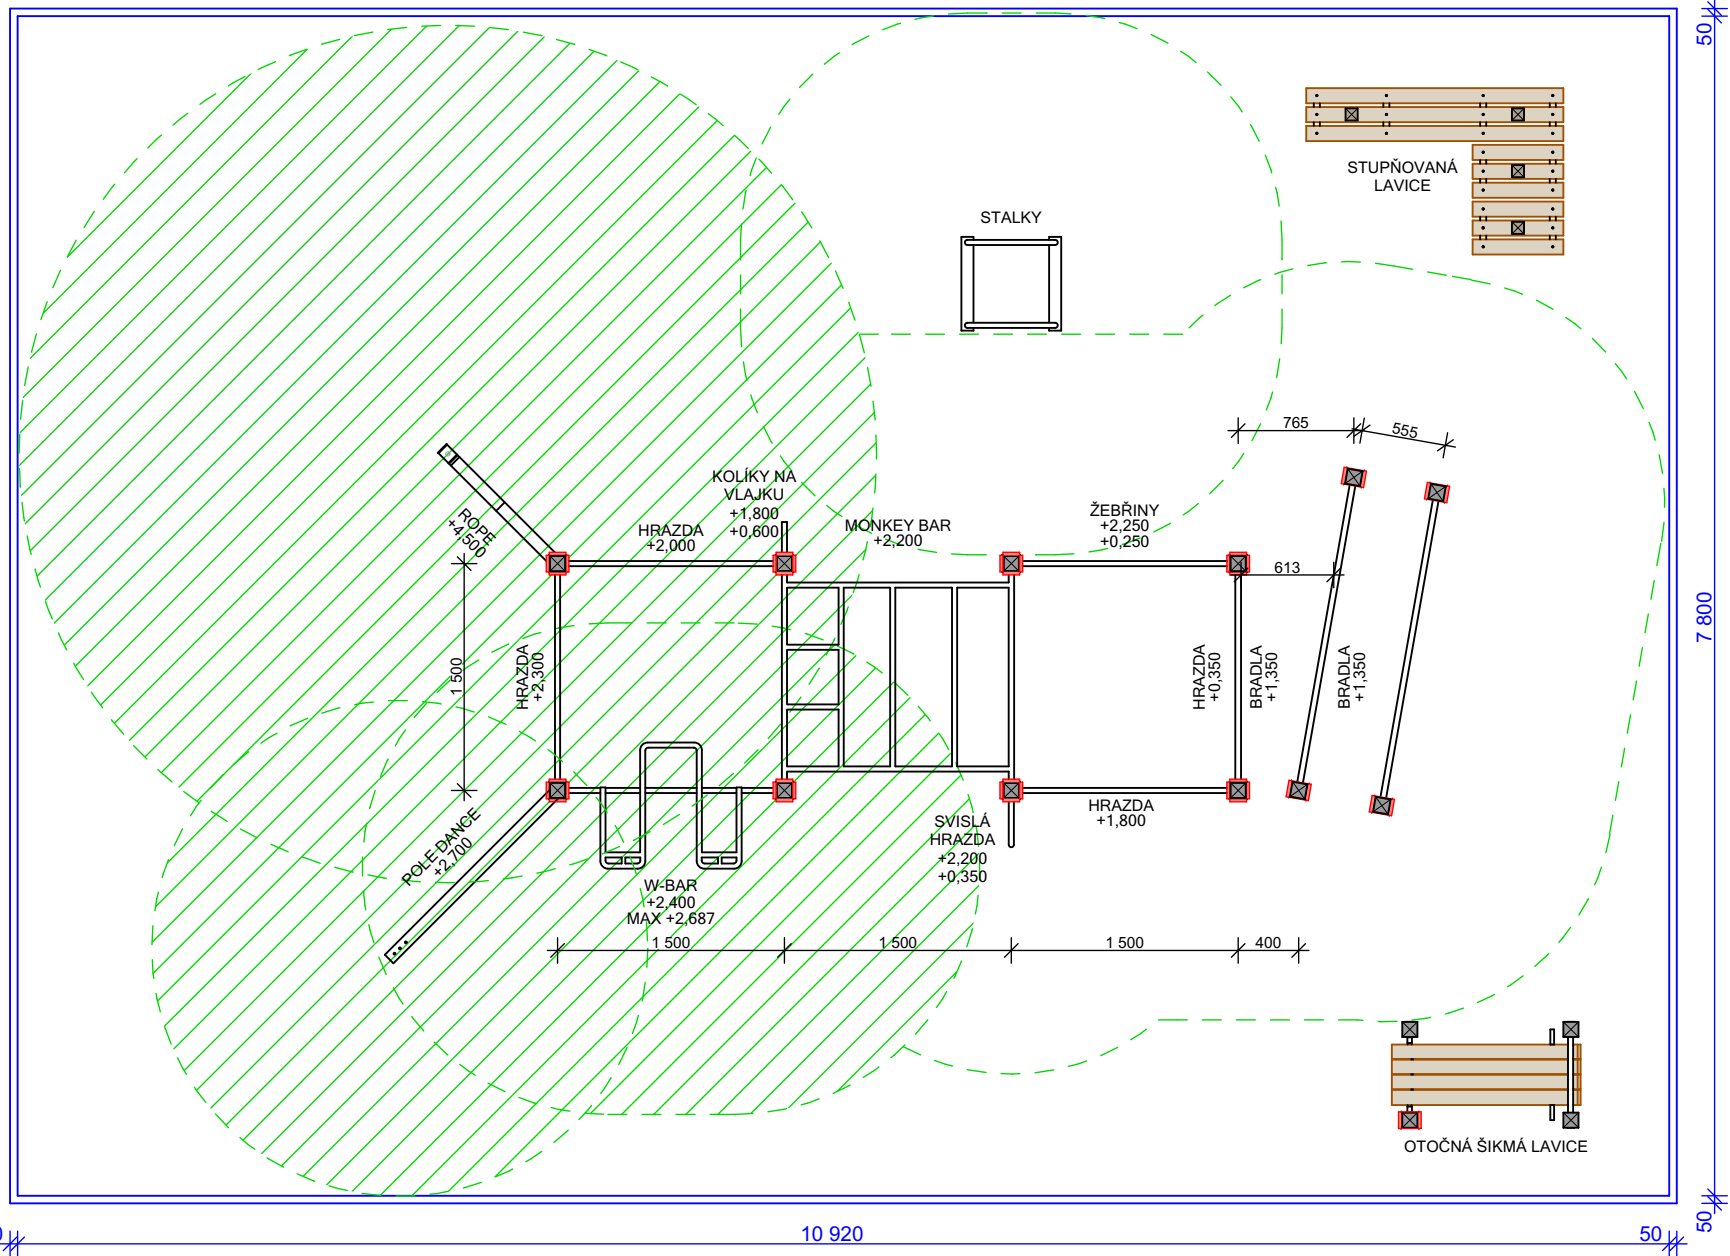 50
STUPŇOVANÁ
LAVICE
STALKY
765
555
KOLÍKY NA
VLAJKU
+1,800
+0,600
HRAZDA
+2,000
MONKEY BAR
+2,200
ŽEBŘINY
+2,250
+0,250
ROPE
+4,500
613
7 800
1 500
HRAZDA
+2,300
HRAZDA
+0,350
BRADLA
+1,350
BRADLA
+1,350
HRAZDA
+1,800
SVISLÁ
HRAZDA
+2,200
+0,350
POLE DANCE
+2,700
W-BAR
+2,400
MAX +2,687
1 500
1 500
1 500
400
OTOČNÁ ŠIKMÁ LAVICE
50
10 920
50